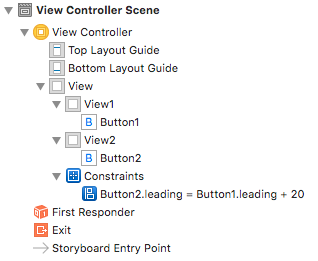 View Controller Scene
View Controller
Top Layout Guide
Bottom Layout Guide
View
View1
B Button1
View2
B Button2
Constraints
Button2.leading = Button1.leading + 20
First Responder
Exit
Storyboard Entry Point